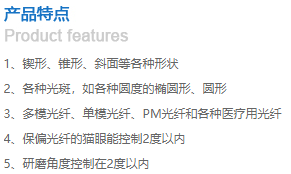 产品特点
Product features
1、锲形、锥形、斜面等各种形状
2、各种光斑，如各种圆度的椭圆形、圆形
3、多模光纤、单模光纤、PM光纤和各种医疗用光纤
4、保偏光纤的猫眼能控制2度以内
5、研磨角度控制在2度以内